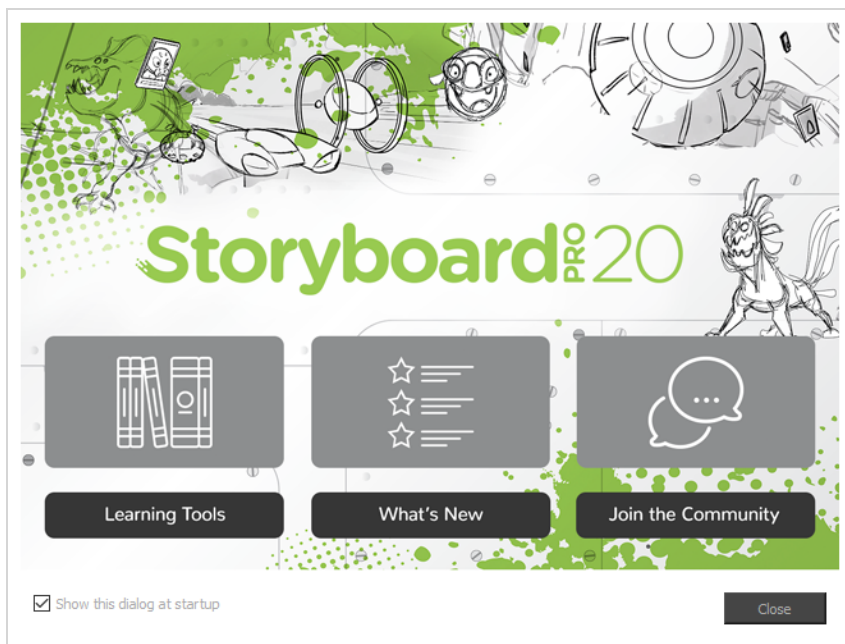 Storyboard PRO 20
Learning Tools
What's New
Join the Community
Show this dialog at startup
Close